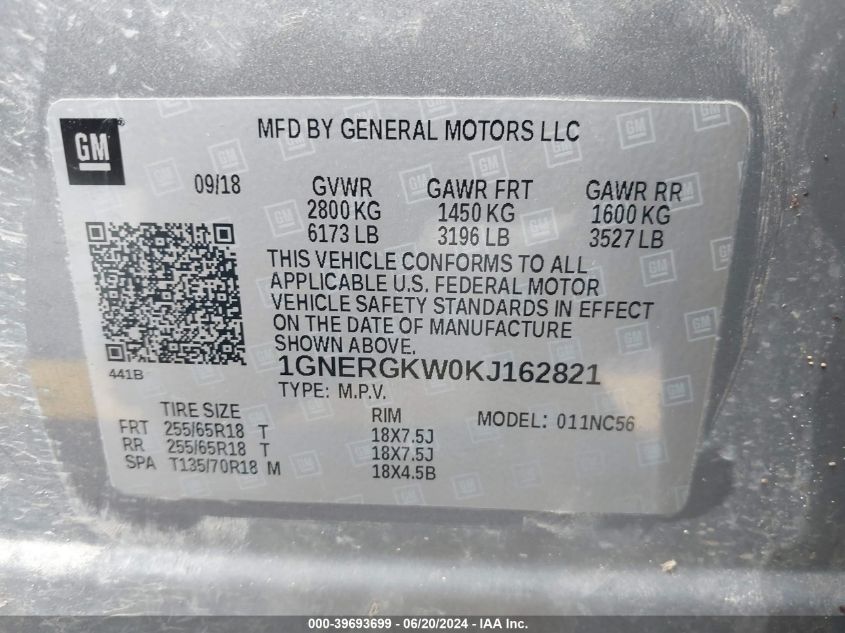 GM
MFD BY GENERAL MOTORS LLC
09/18 GVWR GAWR FRT GAWR RR
2800 KG 1450 KG 1600 KG
6173 LB 3196 LB 3527 LB
THIS VEHICLE CONFORMS TO ALL
APPLICABLE U.S. FEDERAL MOTOR
VEHICLE SAFETY STANDARDS IN EFFECT
ON THE DATE OF MANUFACTURE
SHOWN ABOVE.
1GNERGKW0KJ162821
441B
TYPE: M.P.V.
TIRE SIZE RIM MODEL: 011NC56
FRT 255/65R18 T 18X7.5J
RR 255/65R18 T 18X7.5J
SPA T135/70R18 M 18X4.5B
000-39693699 - 06/20/2024 - IAA Inc.